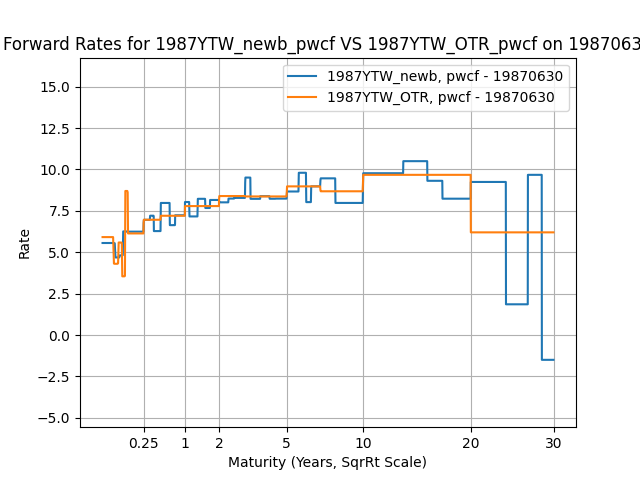 Forward Rates for 1987YTW_newb_pwcf VS 1987YTW_OTR_pwcf on 1987063
1987YTW_newb, pwcf - 19870630
1987YTW_OTR, pwcf - 19870630
15.0
12.5
10.0
7.5
5.0
2.5
0.0
−2.5
−5.0
Rate
0.25 1 2 5 10 20 30
Maturity (Years, SqrRt Scale)